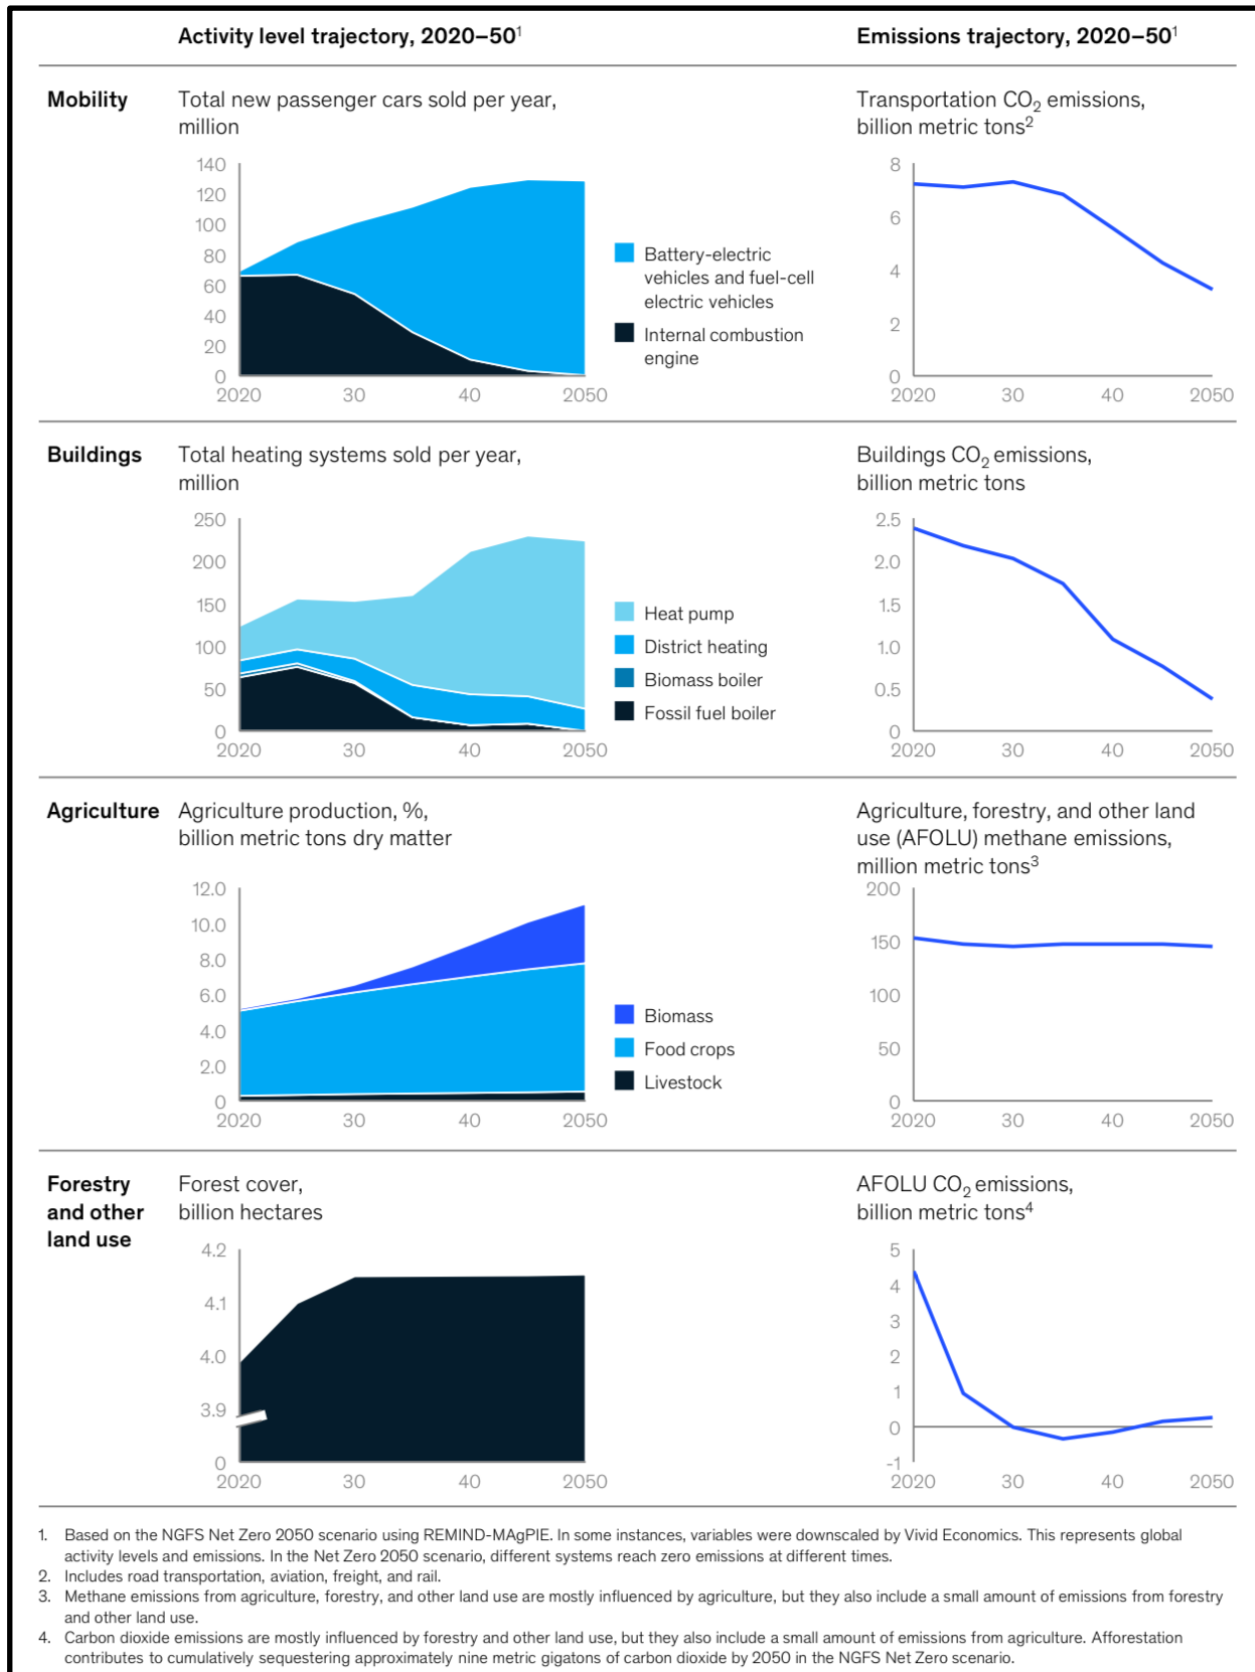 Activity level trajectory, 2020–50¹
Emissions trajectory, 2020–50¹
Mobility
Total new passenger cars sold per year,
million
140
120
100
80
60
40
20
0
2020
30
40
2050
Battery-electric
vehicles and fuel-cell
electric vehicles
Internal combustion
engine
Transportation CO₂ emissions,
billion metric tons²
8
6
4
2
0
2020
30
40
2050
Buildings
Total heating systems sold per year,
million
250
200
150
100
50
0
2020
30
40
2050
Heat pump
District heating
Biomass boiler
Fossil fuel boiler
Buildings CO₂ emissions,
billion metric tons
2.5
2.0
1.5
1.0
0.5
0
2020
30
40
2050
Agriculture
Agriculture production, %,
billion metric tons dry matter
12.0
10.0
8.0
6.0
4.0
2.0
0
2020
30
40
2050
Biomass
Food crops
Livestock
Agriculture, forestry, and other land
use (AFOLU) methane emissions,
million metric tons³
200
150
100
50
0
2020
30
40
2050
Forestry
and other
land use
Forest cover,
billion hectares
4.2
4.1
4.0
3.9
0
2020
30
40
2050
AFOLU CO₂ emissions,
billion metric tons⁴
5
4
3
2
1
0
-1
2020
30
40
2050
1. Based on the NGFS Net Zero 2050 scenario using REMIND-MAgPIE. In some instances, variables were downscaled by Vivid Economics. This represents global
activity levels and emissions. In the Net Zero 2050 scenario, different systems reach zero emissions at different times.
2. Includes road transportation, aviation, freight, and rail.
3. Methane emissions from agriculture, forestry, and other land use are mostly influenced by agriculture, but they also include a small amount of emissions from forestry
and other land use.
4. Carbon dioxide emissions are mostly influenced by forestry and other land use, but they also include a small amount of emissions from agriculture. Afforestation
contributes to cumulatively sequestering approximately nine metric gigatons of carbon dioxide by 2050 in the NGFS Net Zero scenario.